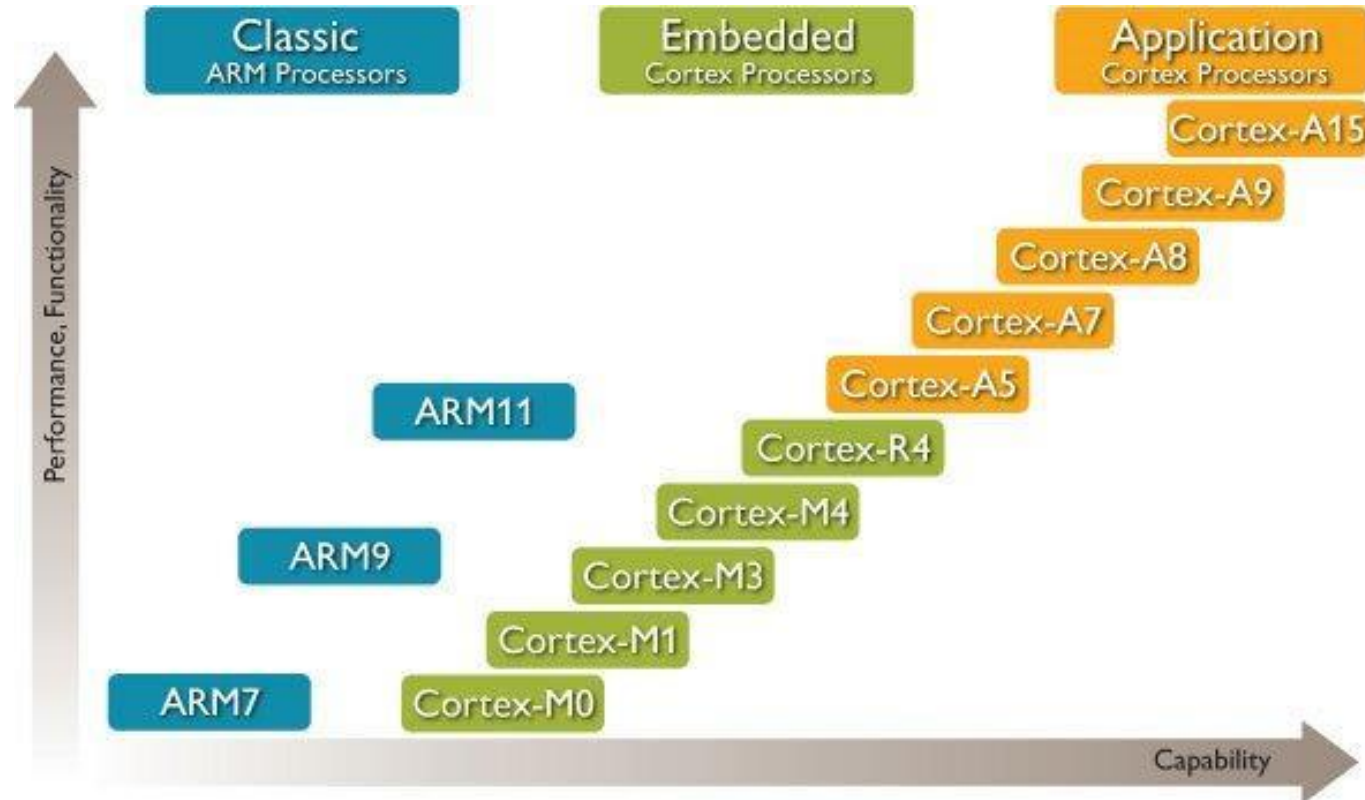 Classic
ARM Processors
Embedded
Cortex Processors
Application
Cortex Processors
Cortex-A15
Cortex-A9
Cortex-A8
Cortex-A7
Cortex-A5
ARM11
Cortex-R4
Cortex-M4
ARM9
Cortex-M3
Cortex-M1
ARM7
Cortex-M0
Performance, Functionality
Capability